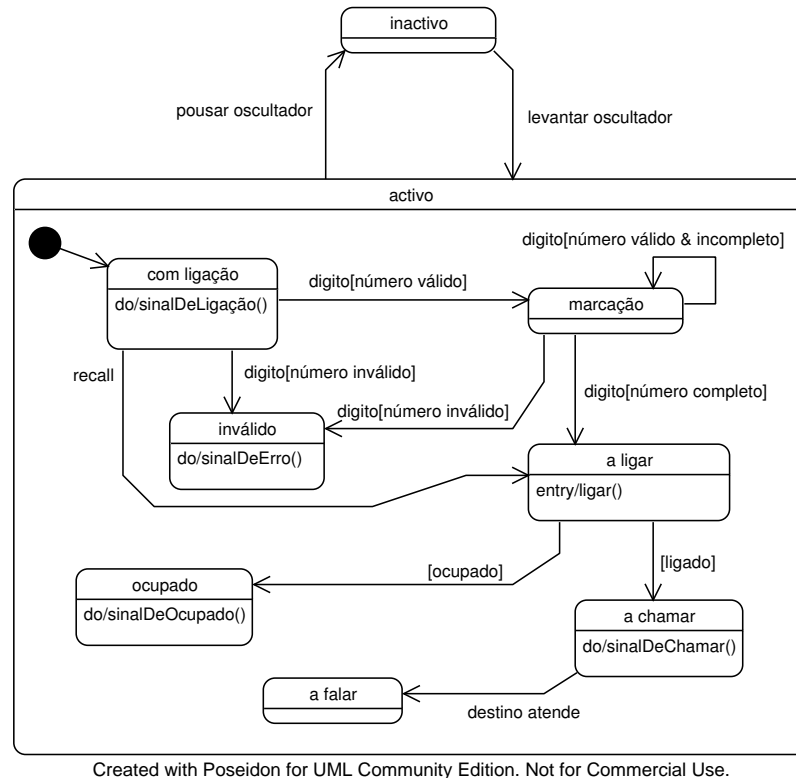 inactivo
pousar oscultador
levantar oscultador
activo
digito[número válido & incompleto]
com ligação
do/sinalDeLigação()
digito[número válido]
marcação
recall
digito[número inválido]
digito[número inválido]
digito[número completo]
inválido
do/sinalDeErro()
a ligar
entry/ligar()
[ocupado]
[ligado]
ocupado
do/sinalDeOcupado()
a chamar
do/sinalDeChamar()
a falar
destino atende
Created with Poseidon for UML Community Edition. Not for Commercial Use.